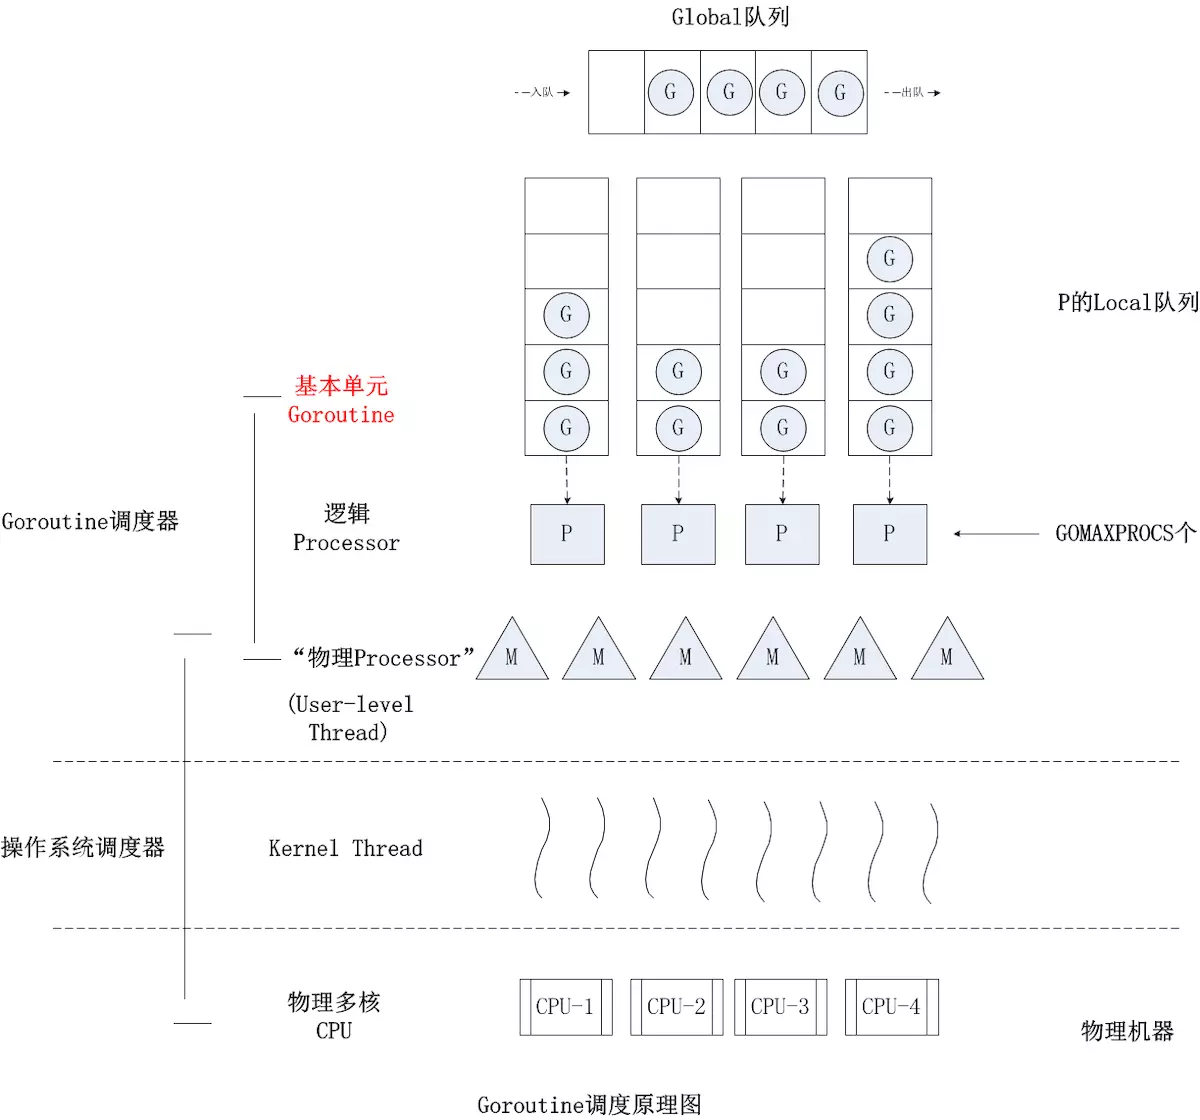 Global队列
--入队
G G G G
--出队
G
P的Local队列
G G
基本单元
Goroutine
G G G G
G G G G
Goroutine调度器
逻辑
Processor
P P P P
GOMAXPROCS个
“物理Processor”
M M M M M M
(User-level
Thread)
操作系统调度器
Kernel Thread
物理多核
CPU
CPU-1 CPU-2 CPU-3 CPU-4
物理机器
Goroutine调度原理图